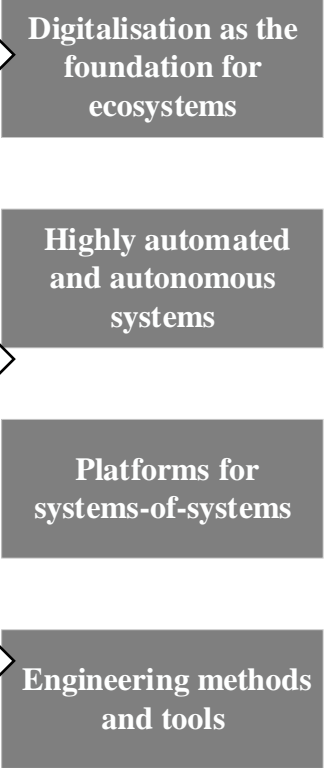 Digitalisation as the
foundation for
ecosystems
Highly automated
and autonomous
systems
Platforms for
systems-of-systems
Engineering methods
and tools